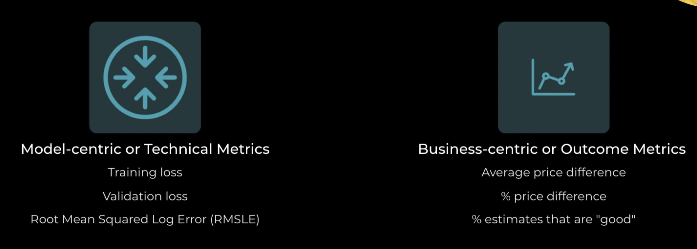 Model-centric or Technical Metrics
Training loss
Validation loss
Root Mean Squared Log Error (RMSLE)
Business-centric or Outcome Metrics
Average price difference
% price difference
% estimates that are "good"